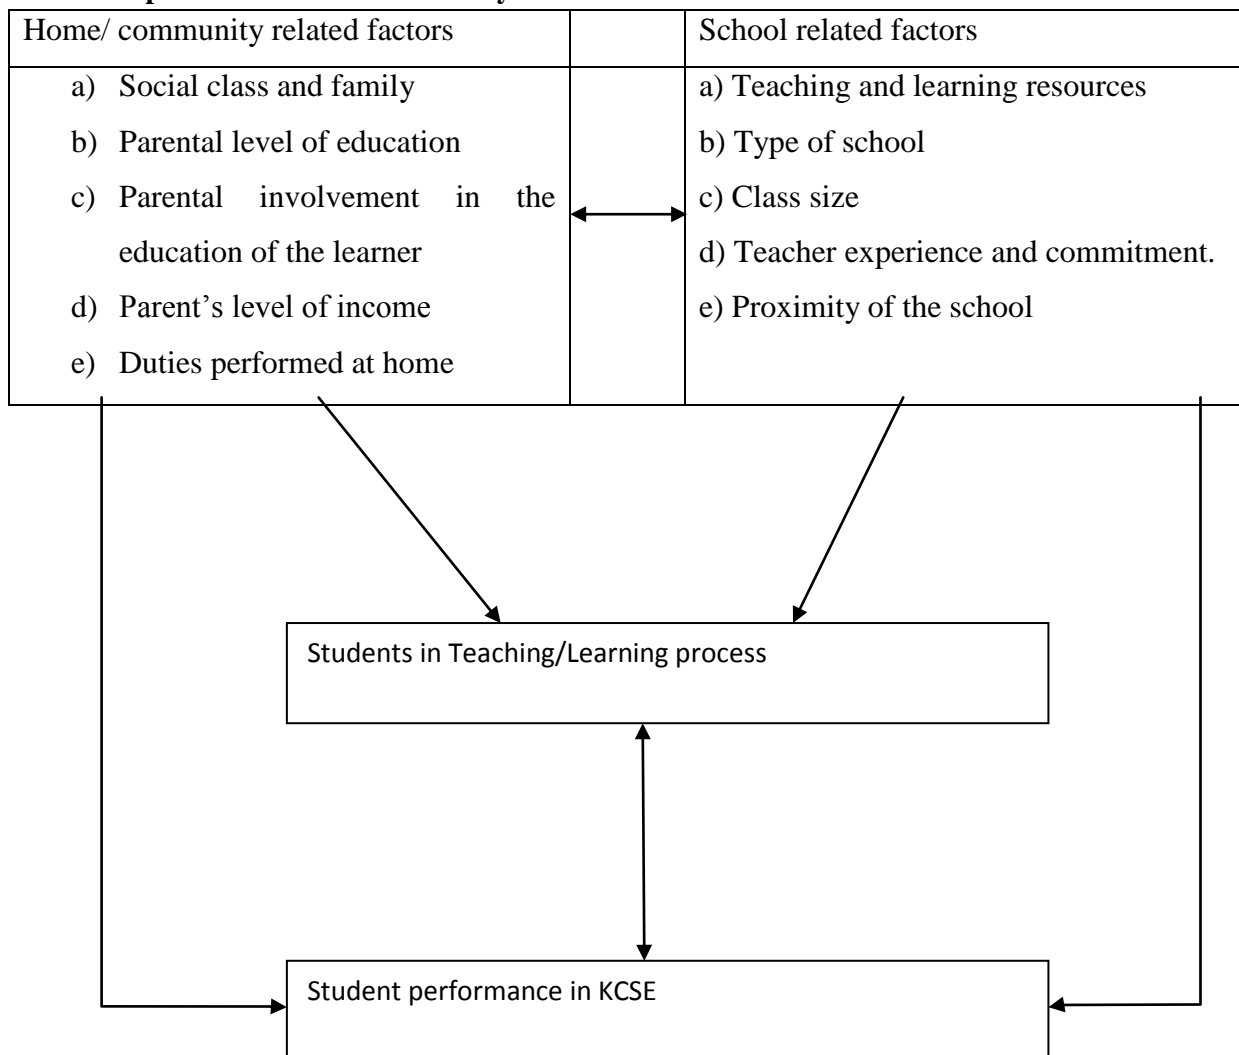 Home/ community related factors
School related factors
a) Social class and family
b) Parental level of education
c) Parental involvement in the
education of the learner
d) Parent’s level of income
e) Duties performed at home
a) Teaching and learning resources
b) Type of school
c) Class size
d) Teacher experience and commitment.
e) Proximity of the school
Students in Teaching/Learning process
Student performance in KCSE